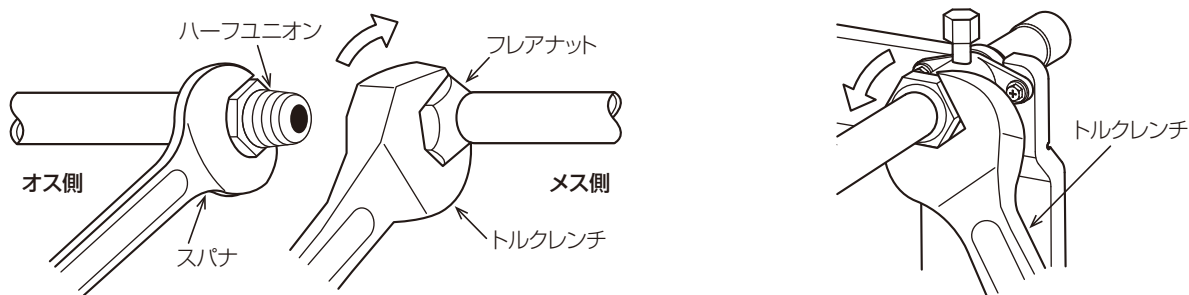 ハーフユニオン
フレアナット
オス側
メス側
スパナ
トルクレンチ
トルクレンチ